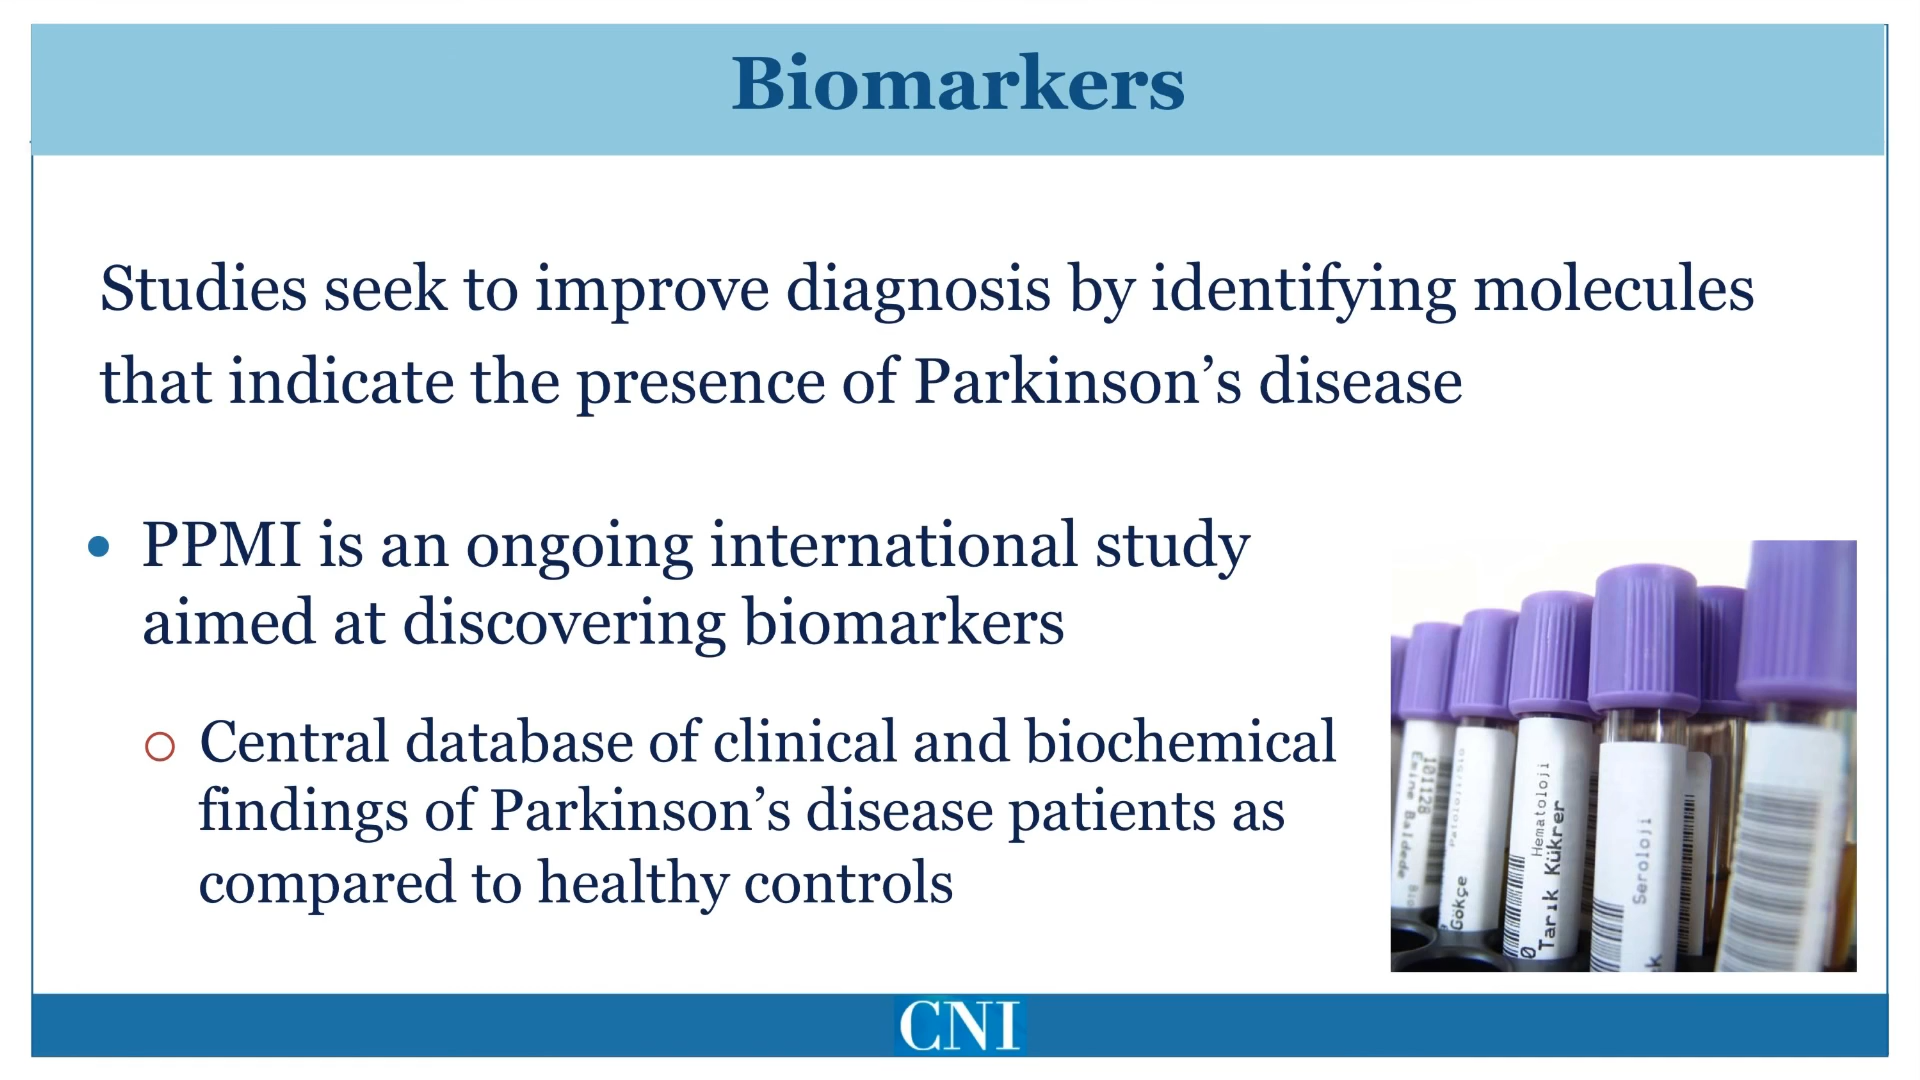 Biomarkers
Studies seek to improve diagnosis by identifying molecules
that indicate the presence of Parkinson’s disease
• PPMI is an ongoing international study
aimed at discovering biomarkers
○ Central database of clinical and biochemical
findings of Parkinson’s disease patients as
compared to healthy controls
101128
Emine
Gökçe
Hematoloji
Tarık Kükrer
Seroloji
CNI